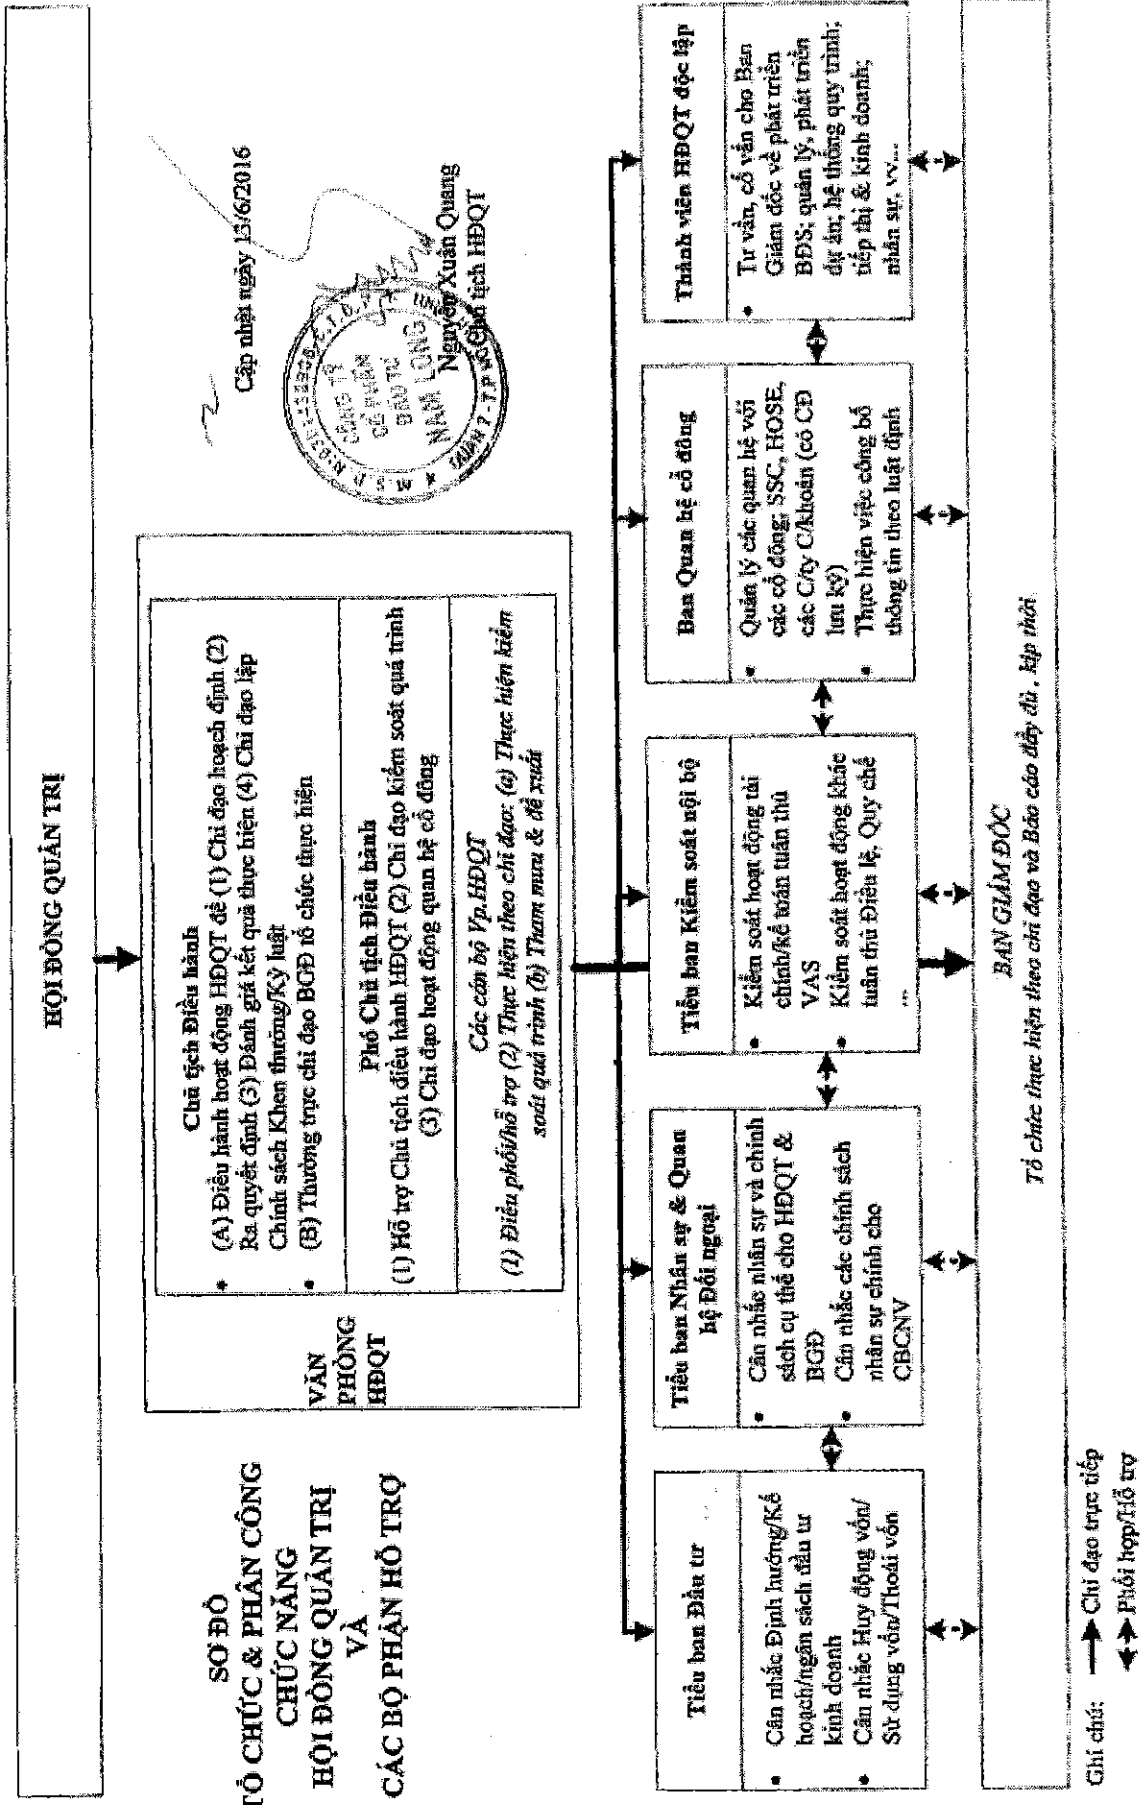 HỘI ĐỒNG QUẢN TRỊ
SƠ ĐỒ
TỔ CHỨC & PHÂN CÔNG
CHỨC NĂNG
HỘI ĐỒNG QUẢN TRỊ
VÀ
CÁC BỘ PHẬN HỖ TRỢ
Cập nhật ngày 13/6/2016
CÔNG TY
CỔ PHẦN
ĐẦU TƯ
NAM LONG
QUẬN 7 - T.P
Nguyễn Xuân Quang
Chủ tịch HĐQT
VĂN
PHÒNG
HĐQT
Chủ tịch Điều hành
• (A) Điều hành hoạt động HĐQT để (1) Chỉ đạo hoạch định (2)
Ra quyết định (3) Đánh giá kết quả thực hiện (4) Chỉ đạo lập
Chính sách Khen thưởng/Kỷ luật
• (B) Thường trực chỉ đạo BGĐ tổ chức thực hiện
Phó Chủ tịch Điều hành
(1) Hỗ trợ Chủ tịch điều hành HĐQT (2) Chỉ đạo kiểm soát quá trình
(3) Chỉ đạo hoạt động quan hệ cổ đông
Các cán bộ Vp.HĐQT
(1) Điều phối/hỗ trợ (2) Thực hiện theo chỉ đạo: (a) Thực hiện kiểm
soát quá trình (b) Tham mưu & đề xuất
Tiểu ban Đầu tư
• Cân nhắc Định hướng/Kế
hoạch/ngân sách đầu tư
kinh doanh
• Cân nhắc Huy động vốn/
Sử dụng vốn/Thoái vốn
Tiểu ban Nhân sự & Quan
hệ Đối ngoại
• Cân nhắc nhân sự và chính
sách cụ thể cho HĐQT &
BGĐ
• Cân nhắc các chính sách
nhân sự chính cho
CBCNV
Tiểu ban Kiểm soát nội bộ
• Kiểm soát hoạt động tài
chính/kế toán tuân thủ
VAS
• Kiểm soát hoạt động khác
tuân thủ Điều lệ, Quy chế
...
Ban Quan hệ cổ đông
• Quản lý các quan hệ với
các cổ đông; SSC, HOSE,
các C/ty C/khoán (có CĐ
lưu ký)
• Thực hiện việc công bố
thông tin theo luật định
Thành viên HĐQT độc lập
• Tư vấn, cố vấn cho Ban
Giám đốc về phát triển
BĐS; quản lý, phát triển
dự án; hệ thống quy trình;
tiếp thị & kinh doanh;
nhân sự, vv...
BAN GIÁM ĐỐC
Tổ chức thực hiện theo chỉ đạo và Báo cáo đầy đủ, kịp thời
Ghi chú: Chỉ đạo trực tiếp
Phối hợp/Hỗ trợ